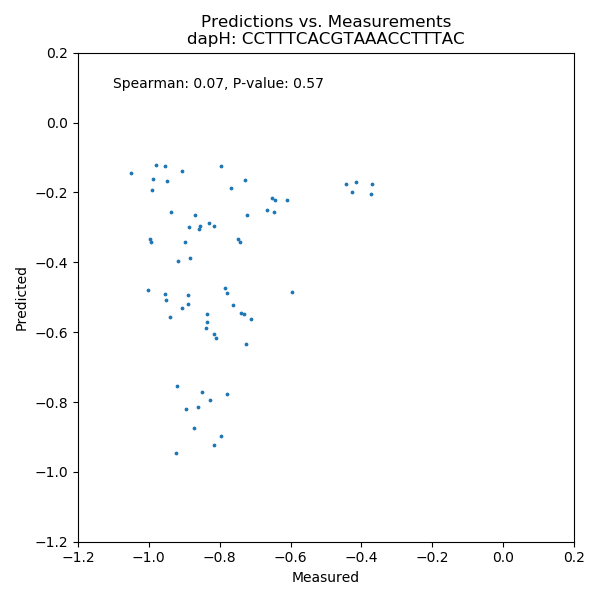 Predictions vs. Measurements
dapH: CCTTTCACGTAAACCTTTAC
Spearman: 0.07, P-value: 0.57
0.2
0.0
−0.2
−0.4
−0.6
−0.8
−1.0
−1.2
Predicted
−1.2 −1.0 −0.8 −0.6 −0.4 −0.2 0.0 0.2
Measured